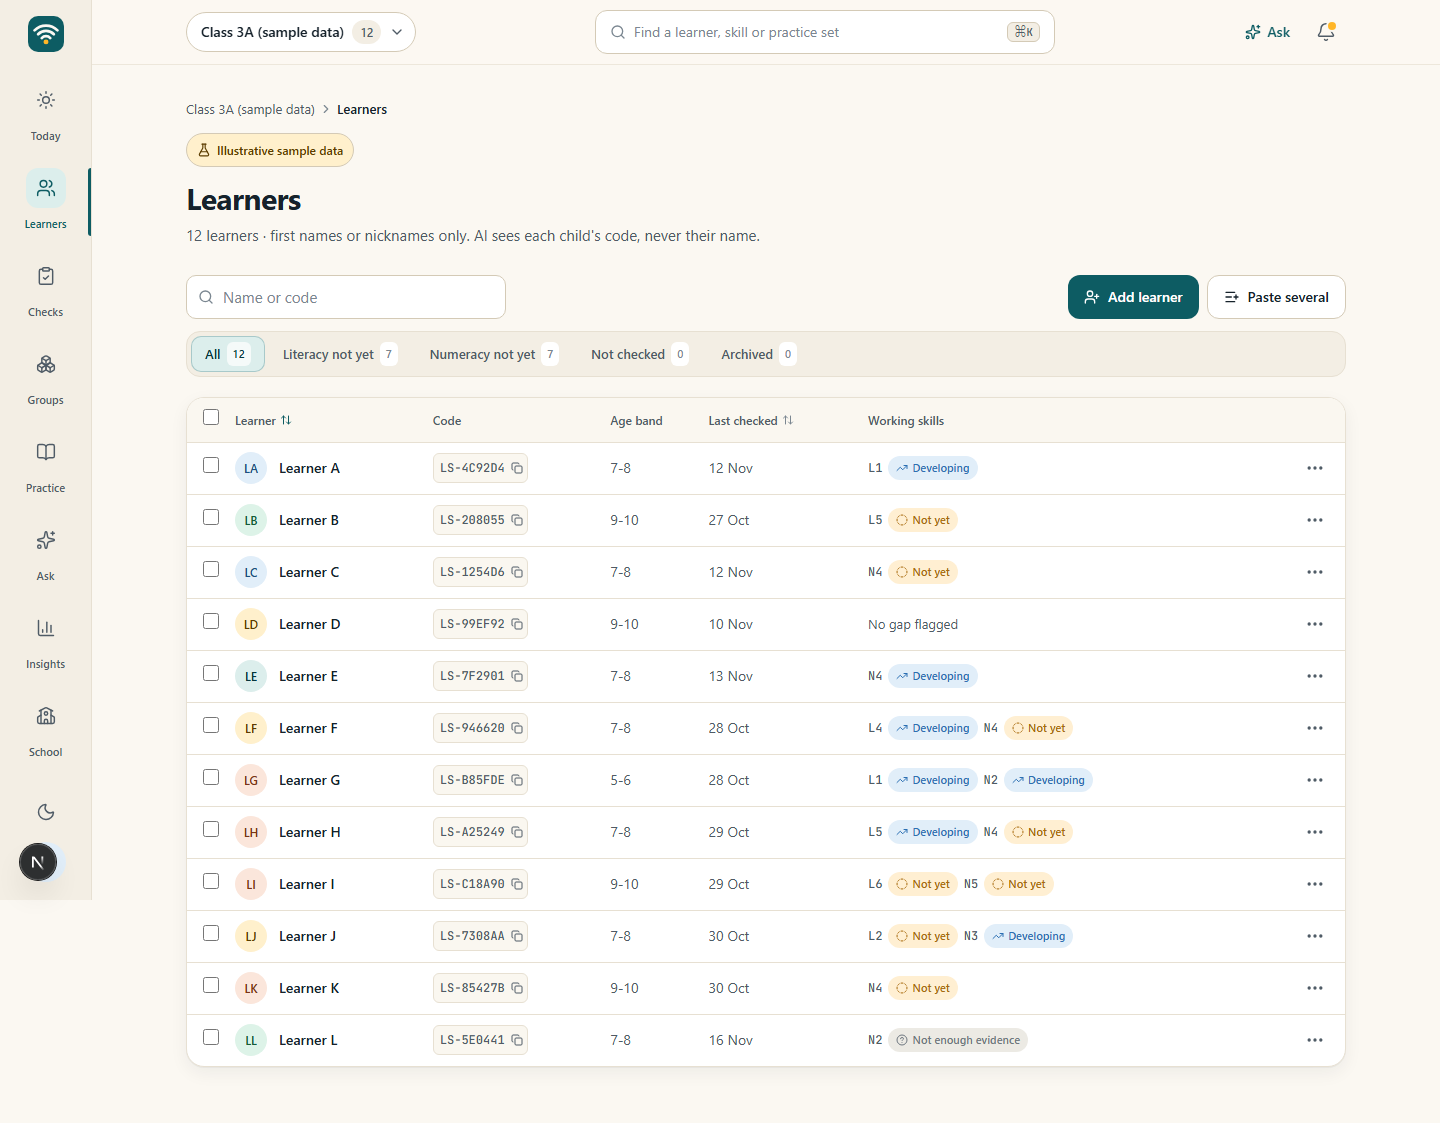 Class 3A (sample data) 12
Find a learner, skill or practice set ⌘K
Ask
Today
Learners
Checks
Groups
Practice
Ask
Insights
School
N
Class 3A (sample data) > Learners
Illustrative sample data
Learners
12 learners · first names or nicknames only. AI sees each child's code, never their name.
Name or code
Add learner
Paste several
All 12 Literacy not yet 7 Numeracy not yet 7 Not checked 0 Archived 0
Learner Code Age band Last checked Working skills
LA Learner A LS-4C92D4 7-8 12 Nov L1 Developing
LB Learner B LS-208055 9-10 27 Oct L5 Not yet
LC Learner C LS-1254D6 7-8 12 Nov N4 Not yet
LD Learner D LS-99EF92 9-10 10 Nov No gap flagged
LE Learner E LS-7F2901 7-8 13 Nov N4 Developing
LF Learner F LS-946620 7-8 28 Oct L4 Developing N4 Not yet
LG Learner G LS-B85FDE 5-6 28 Oct L1 Developing N2 Developing
LH Learner H LS-A25249 7-8 29 Oct L5 Developing N4 Not yet
LI Learner I LS-C18A90 9-10 29 Oct L6 Not yet N5 Not yet
LJ Learner J LS-7308AA 7-8 30 Oct L2 Not yet N3 Developing
LK Learner K LS-85427B 9-10 30 Oct N4 Not yet
LL Learner L LS-5E0441 7-8 16 Nov N2 Not enough evidence